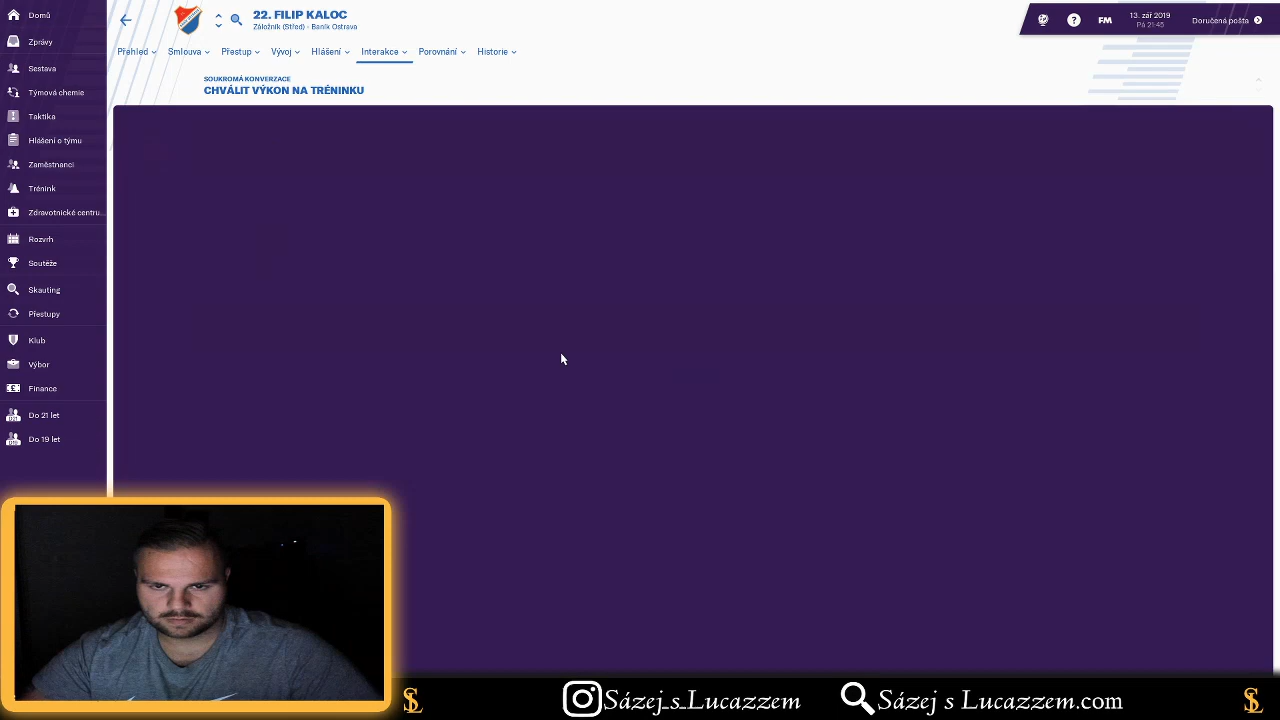 Domů
Zprávy
Sestava
Týmová chemie
Taktika
Hlášení o týmu
Zaměstnanci
Trénink
Zdravotnické centru...
Rozvrh
Soutěže
Skauting
Přestupy
Klub
Výbor
Finance
Do 21 let
Do 19 let
22. FILIP KALOC
Záložník (Střed) - Baník Ostrava
Přehled
Smlouva
Přestup
Vývoj
Hlášení
Interakce
Porovnání
Historie
SOUKROMÁ KONVERZACE
CHVÁLIT VÝKON NA TRÉNINKU
?
FM
13. zář 2019
Pá 21:45
Doručená pošta
Sázej_s_Lucazzem
Sázej s Lucazzem.com